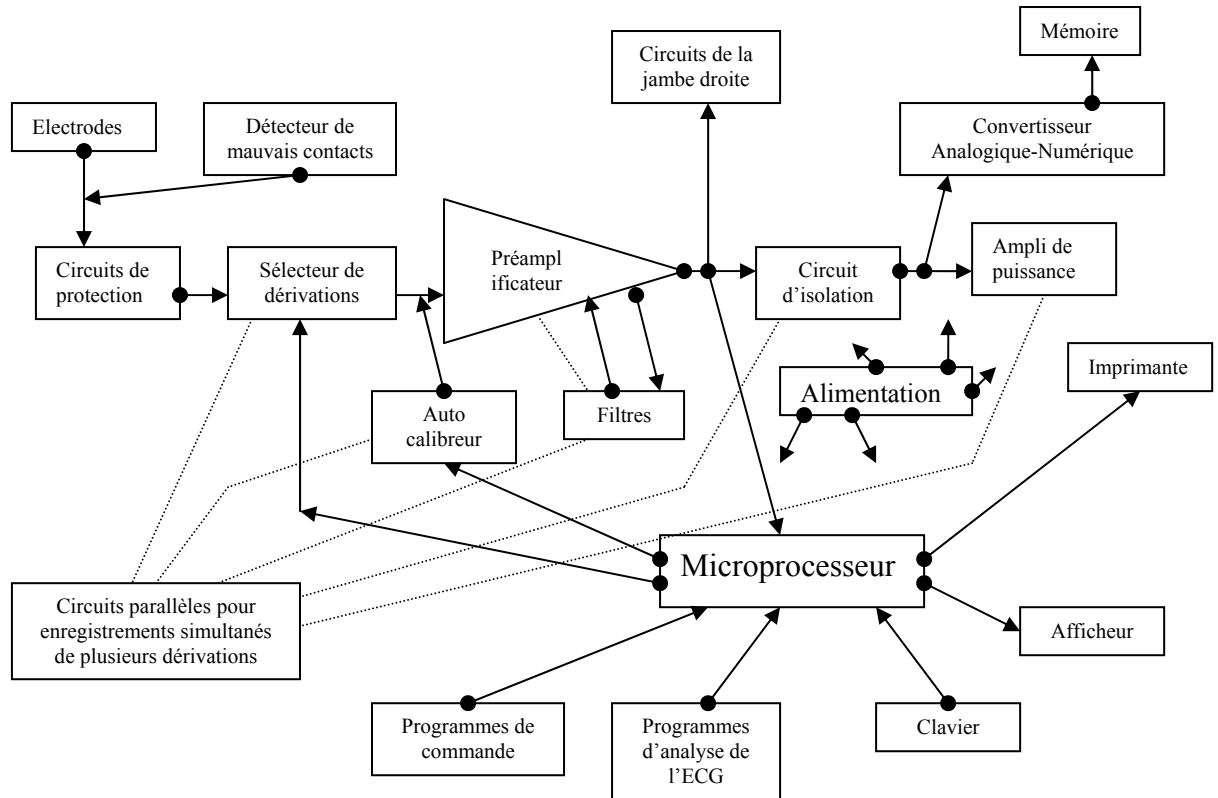 Mémoire
Circuits de la
jambe droite
Electrodes
Détecteur de
mauvais contacts
Convertisseur
Analogique-Numérique
Circuits de
protection
Sélecteur de
dérivations
Préampl
ificateur
Circuit
d’isolation
Ampli de
puissance
Alimentation
Imprimante
Auto
calibreur
Filtres
Microprocesseur
Circuits parallèles pour
enregistrements simultanés
de plusieurs dérivations
Afficheur
Programmes de
commande
Programmes
d’analyse de
l’ECG
Clavier